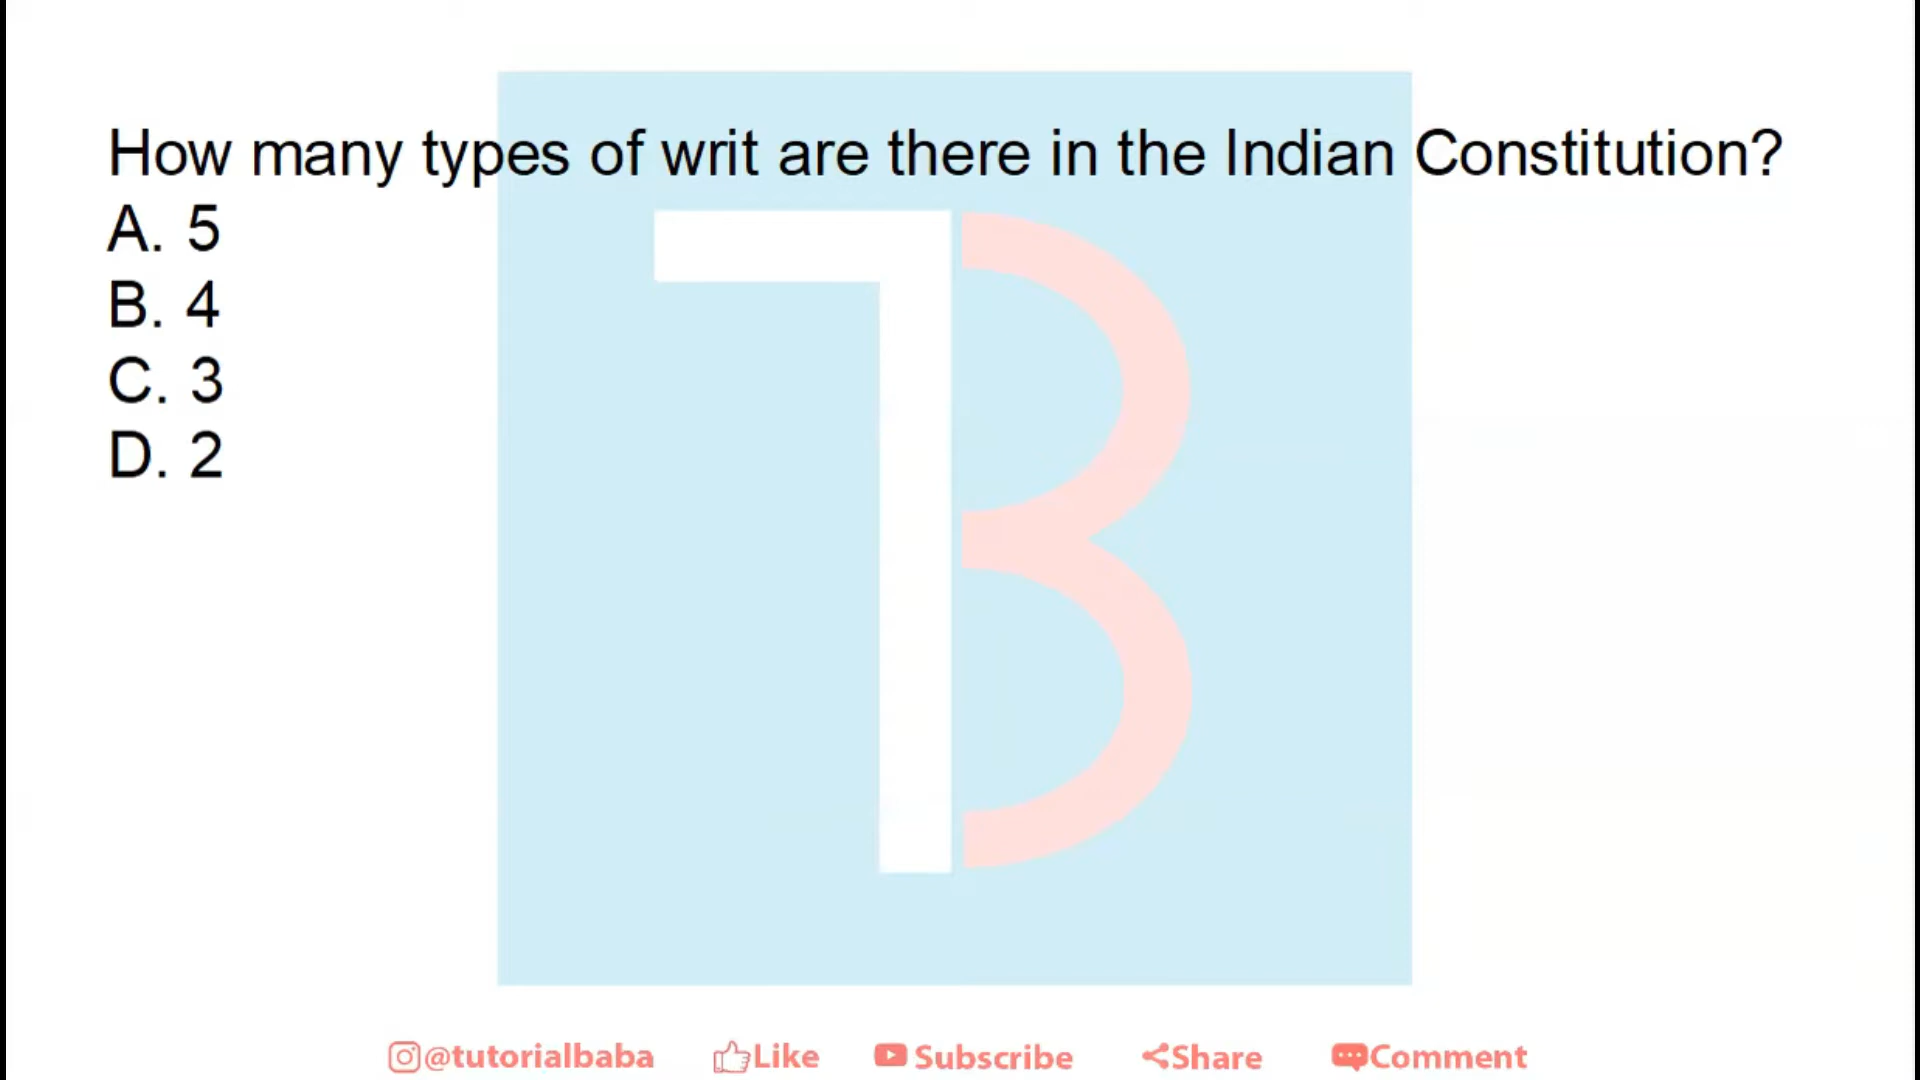 How many types of writ are there in the Indian Constitution?
A. 5
B. 4
C. 3
D. 2
@tutorialbaba Like Subscribe Share Comment